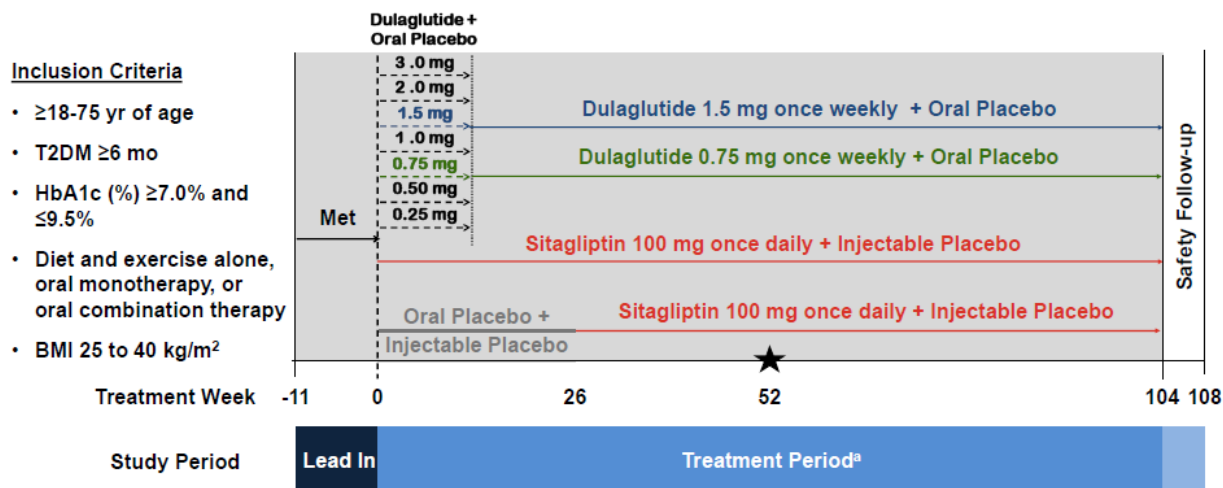 Dulaglutide +
Oral Placebo
Inclusion Criteria
• ≥18-75 yr of age
• T2DM ≥6 mo
• HbA1c (%) ≥7.0% and
≤9.5%
• Diet and exercise alone,
oral monotherapy, or
oral combination therapy
• BMI 25 to 40 kg/m²
Met
3 .0 mg
2 .0 mg
1.5 mg
1 .0 mg
0.75 mg
0.50 mg
0.25 mg
Dulaglutide 1.5 mg once weekly + Oral Placebo
Dulaglutide 0.75 mg once weekly + Oral Placebo
Sitagliptin 100 mg once daily + Injectable Placebo
Oral Placebo +
Injectable Placebo
Sitagliptin 100 mg once daily + Injectable Placebo
Safety Follow-up
Treatment Week -11 0 26 52 104 108
Study Period Lead In Treatment Periodᵃ